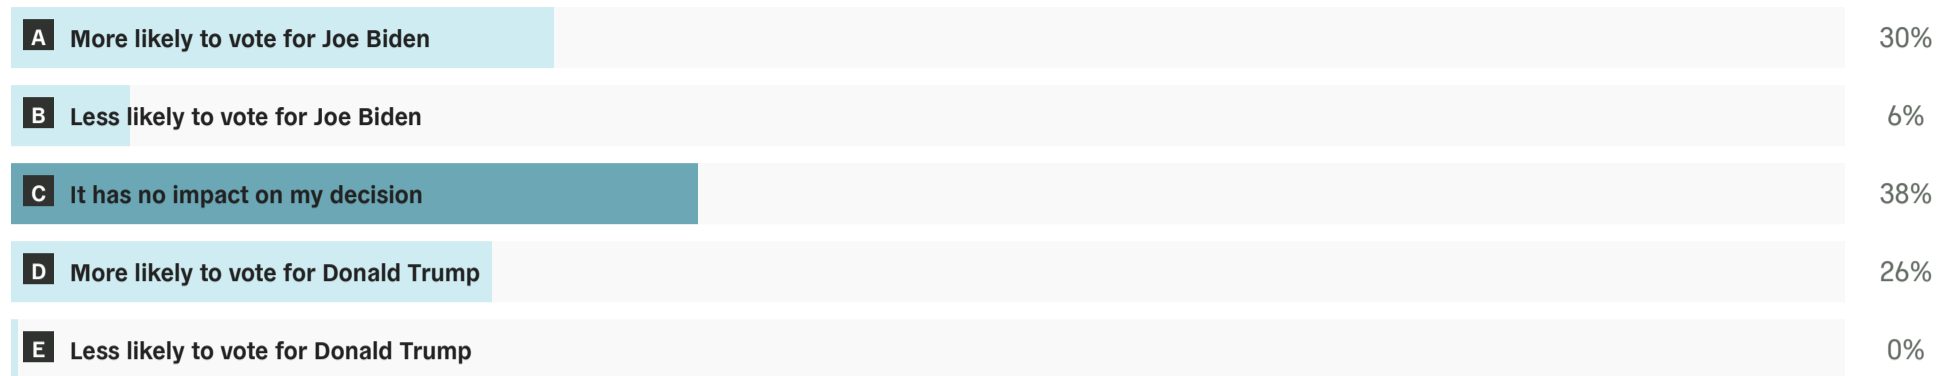 A More likely to vote for Joe Biden 30%
B Less likely to vote for Joe Biden 6%
C It has no impact on my decision 38%
D More likely to vote for Donald Trump 26%
E Less likely to vote for Donald Trump 0%